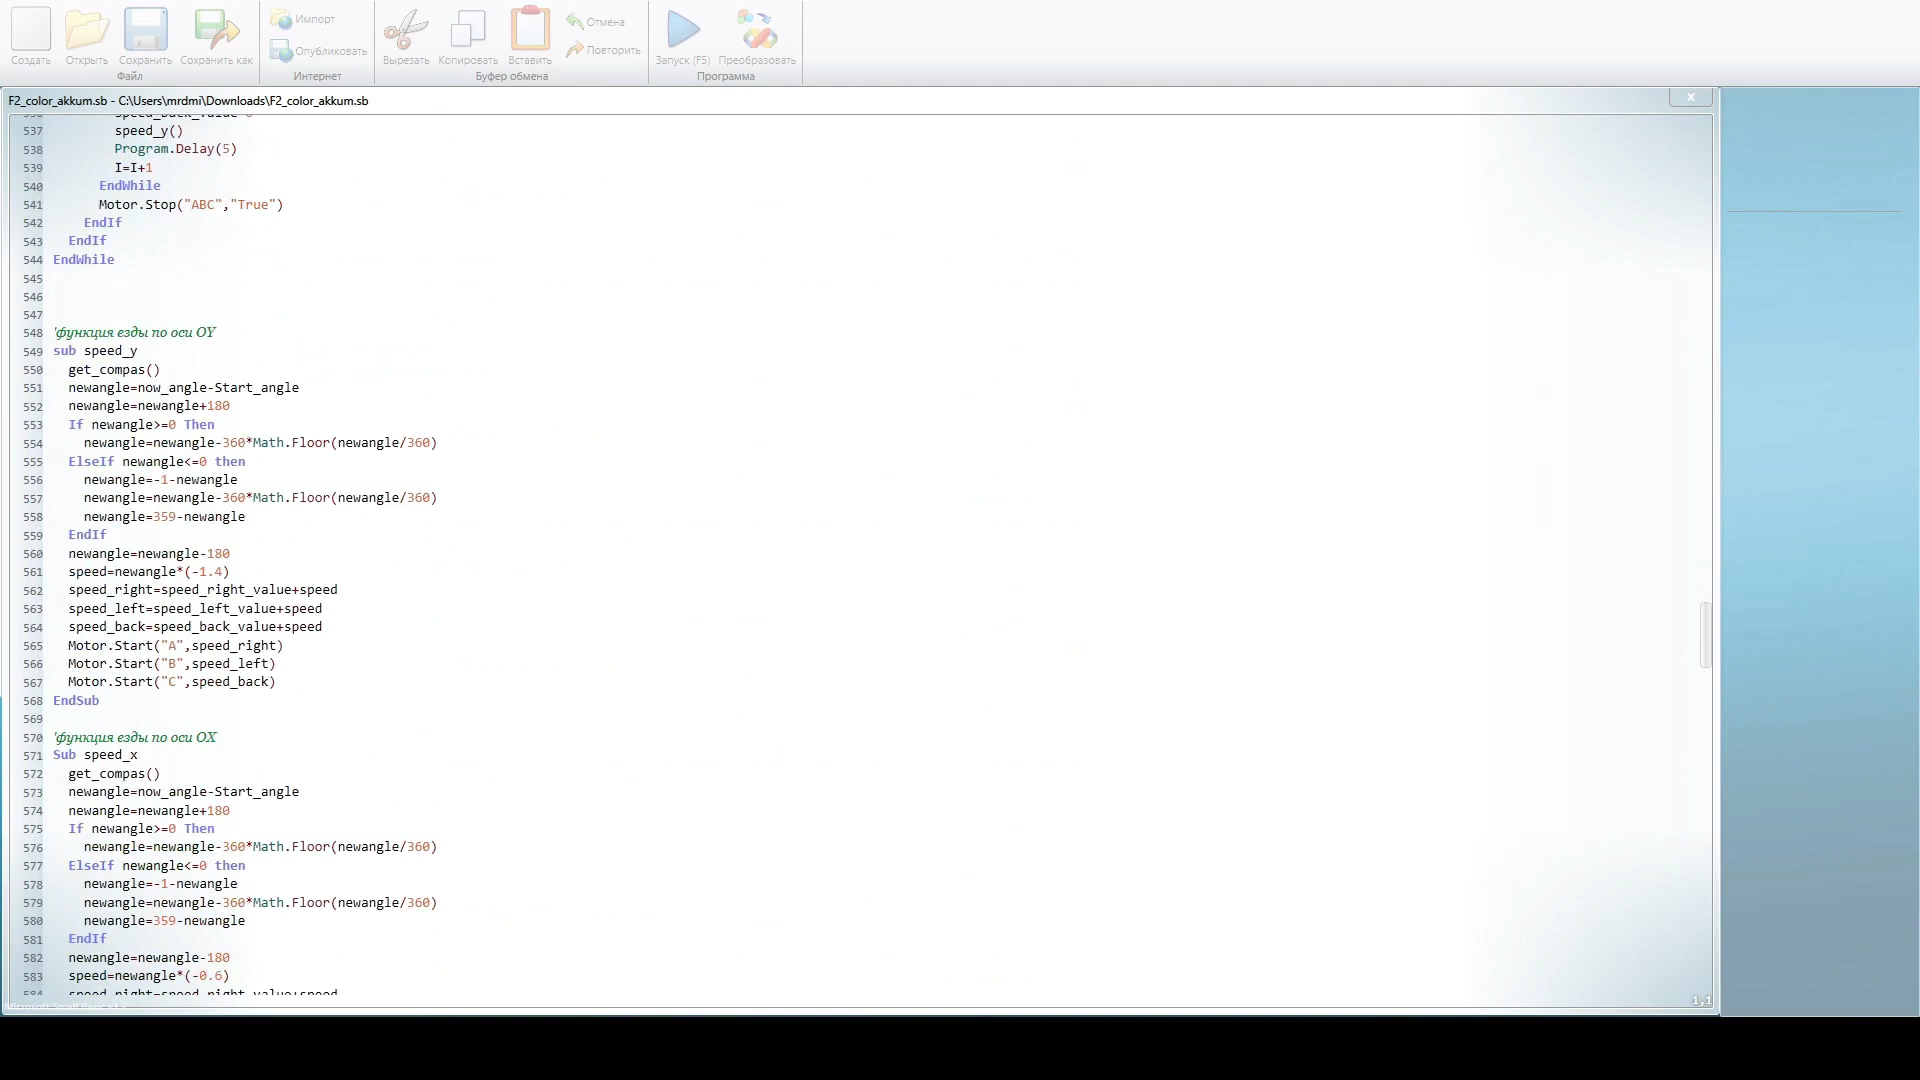 Создать
Открыть
Сохранить
Сохранить как
Файл
Импорт
Опубликовать
Интернет
Вырезать
Копировать
Вставить
Отмена
Повторить
Буфер обмена
Запуск (F5)
Преобразовать
Программа
F2_color_akkum.sb - C:\Users\mrdmi\Downloads\F2_color_akkum.sb
x
537 speed_y()
538 Program.Delay(5)
539 I=I+1
540 EndWhile
541 Motor.Stop("ABC","True")
542 EndIf
543 EndIf
544 EndWhile
545
546
547
548 'функция езды по оси OY
549 sub speed_y
550 get_compas()
551 newangle=now_angle-Start_angle
552 newangle=newangle+180
553 If newangle>=0 Then
554 newangle=newangle-360*Math.Floor(newangle/360)
555 ElseIf newangle<=0 then
556 newangle=-1-newangle
557 newangle=newangle-360*Math.Floor(newangle/360)
558 newangle=359-newangle
559 EndIf
560 newangle=newangle-180
561 speed=newangle*(-1.4)
562 speed_right=speed_right_value+speed
563 speed_left=speed_left_value+speed
564 speed_back=speed_back_value+speed
565 Motor.Start("A",speed_right)
566 Motor.Start("B",speed_left)
567 Motor.Start("C",speed_back)
568 EndSub
569
570 'функция езды по оси OX
571 Sub speed_x
572 get_compas()
573 newangle=now_angle-Start_angle
574 newangle=newangle+180
575 If newangle>=0 Then
576 newangle=newangle-360*Math.Floor(newangle/360)
577 ElseIf newangle<=0 then
578 newangle=-1-newangle
579 newangle=newangle-360*Math.Floor(newangle/360)
580 newangle=359-newangle
581 EndIf
582 newangle=newangle-180
583 speed=newangle*(-0.6)
584 speed_right=speed_right_value+speed
1,1